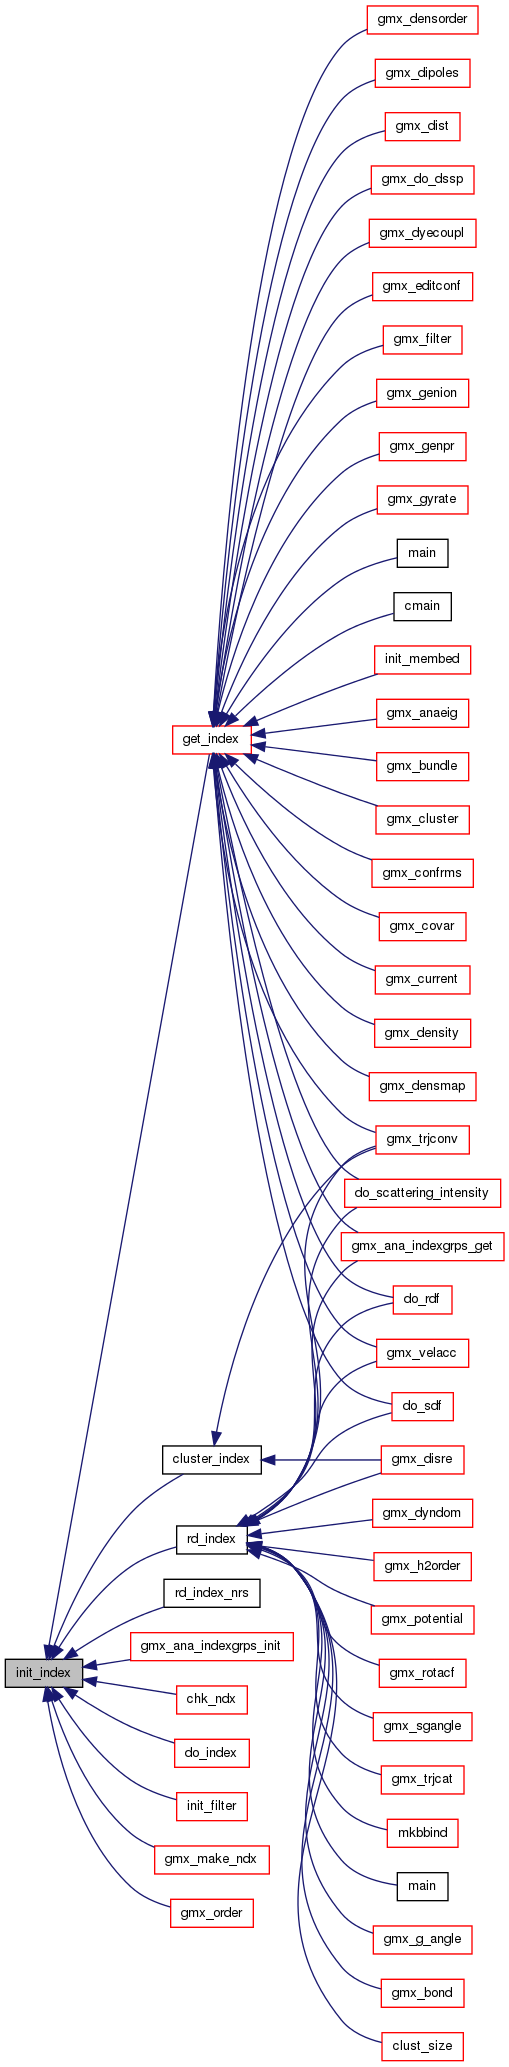 gmx_densorder
gmx_dipoles
gmx_dist
gmx_do_dssp
gmx_dyecoupl
gmx_editconf
gmx_filter
gmx_genion
gmx_genpr
gmx_gyrate
main
cmain
init_membed
gmx_anaeig
get_index
gmx_bundle
gmx_cluster
gmx_confrms
gmx_covar
gmx_current
gmx_density
gmx_densmap
gmx_trjconv
do_scattering_intensity
gmx_ana_indexgrps_get
do_rdf
gmx_velacc
do_sdf
cluster_index
gmx_disre
gmx_dyndom
rd_index
gmx_h2order
rd_index_nrs
gmx_potential
gmx_ana_indexgrps_init
init_index
gmx_rotacf
chk_ndx
gmx_sgangle
do_index
gmx_trjcat
init_filter
mkbbind
gmx_make_ndx
main
gmx_order
gmx_g_angle
gmx_bond
clust_size